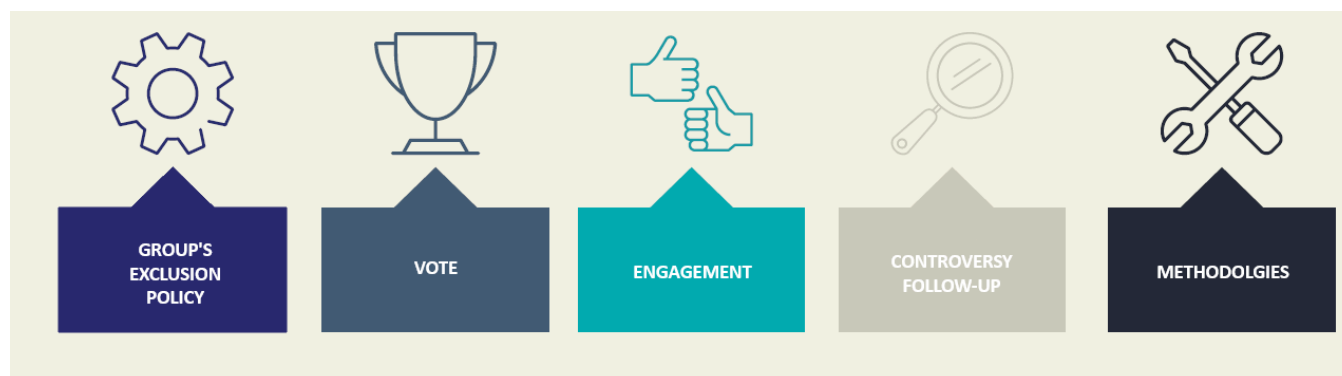 GROUP'S
EXCLUSION
POLICY
VOTE
ENGAGEMENT
CONTROVERSY
FOLLOW-UP
METHODOLGIES